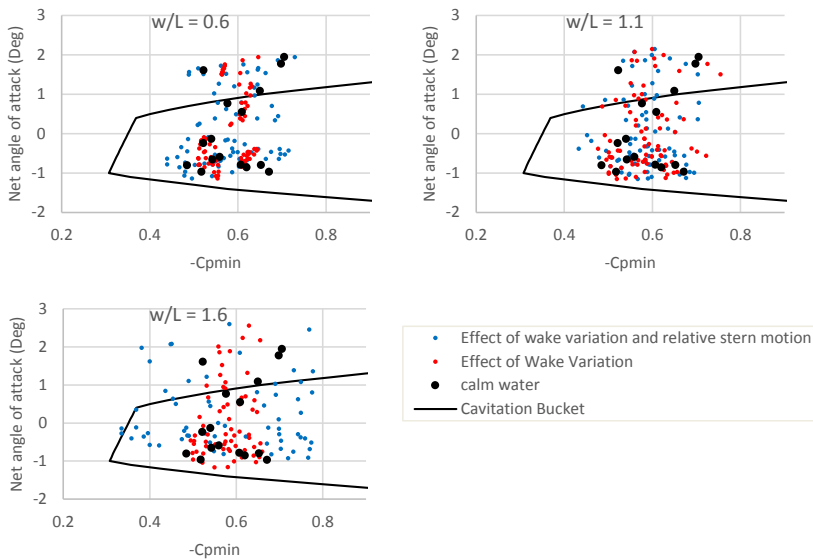 w/L = 0.6
3
2
1
0
-1
-2
Net angle of attack (Deg)
0.2
0.4
0.6
0.8
-Cpmin
w/L = 1.1
3
2
1
0
-1
-2
Net angle of attack (Deg)
0.2
0.4
0.6
0.8
-Cpmin
w/L = 1.6
3
2
1
0
-1
-2
Net angle of attack (Deg)
0.2
0.4
0.6
0.8
-Cpmin
Effect of wake variation and relative stern motion
Effect of Wake Variation
calm water
Cavitation Bucket